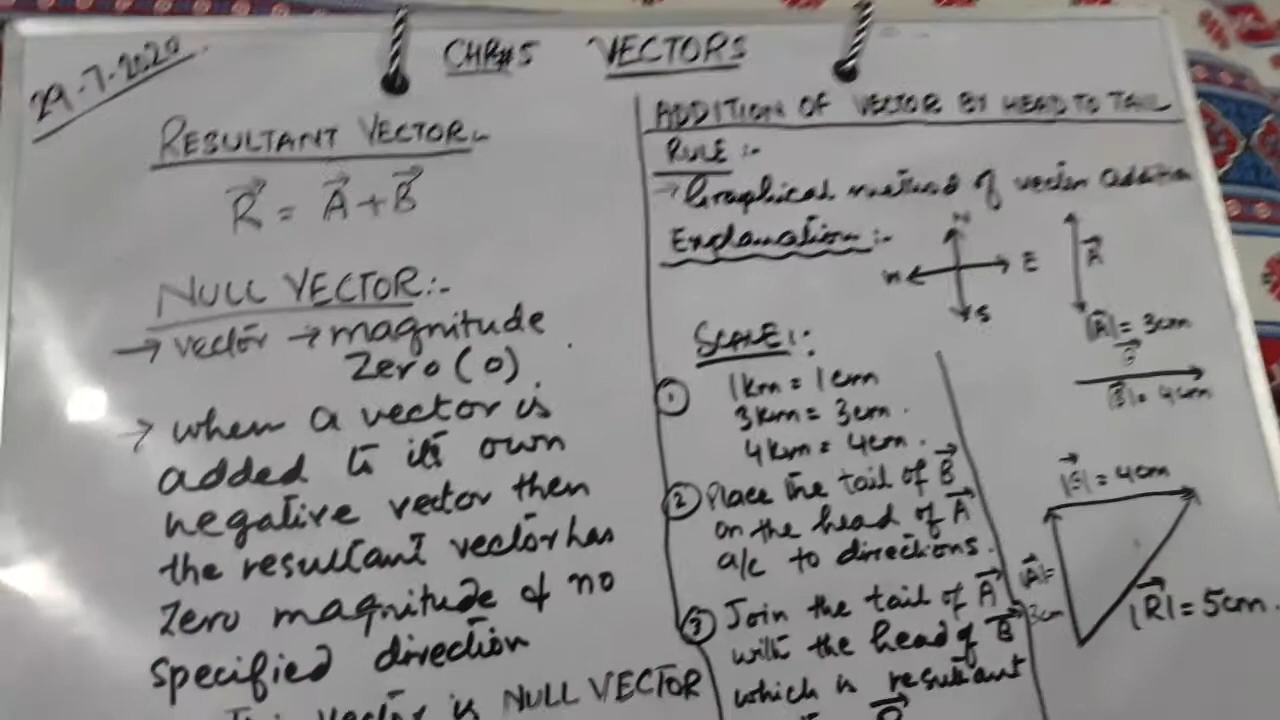 29-7-2020
CHP#5 VECTORS
RESULTANT VECTOR:-
R = A + B
NULL VECTOR:-
→ vector → magnitude
Zero (0).
→ when a vector is
added to its own
negative vector then
the resultant vector has
Zero magnitude & no
specified direction
vector is NULL VECTOR
ADDITION OF VECTOR BY HEAD TO TAIL
RULE :-
→ Graphical method of vector addition
Explanation :-
N
W E
S
A
|A| = 3cm
B
|B| = 4cm
SCALE :-
① 1km = 1cm
3km = 3cm.
4km = 4cm.
② Place the tail of B
on the head of A
a/c to directions.
③ Join the tail of A
with the head of B
which is resultant
|B| = 4cm
|A| =
3cm
|R| = 5cm.